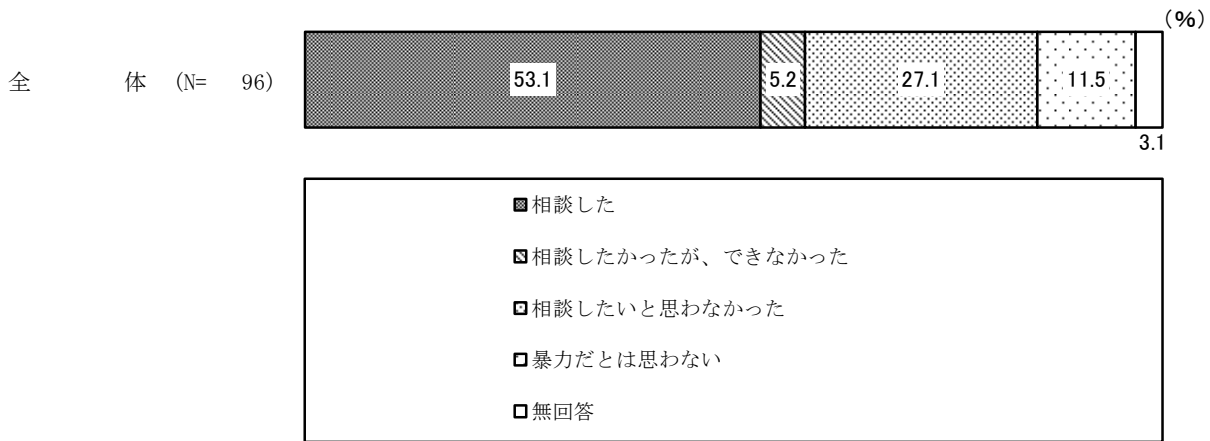 （%）
全 体 （N= 96）
53.1 5.2 27.1 11.5
3.1
相談した
相談したかったが、できなかった
相談したいと思わなかった
暴力だとは思わない
無回答